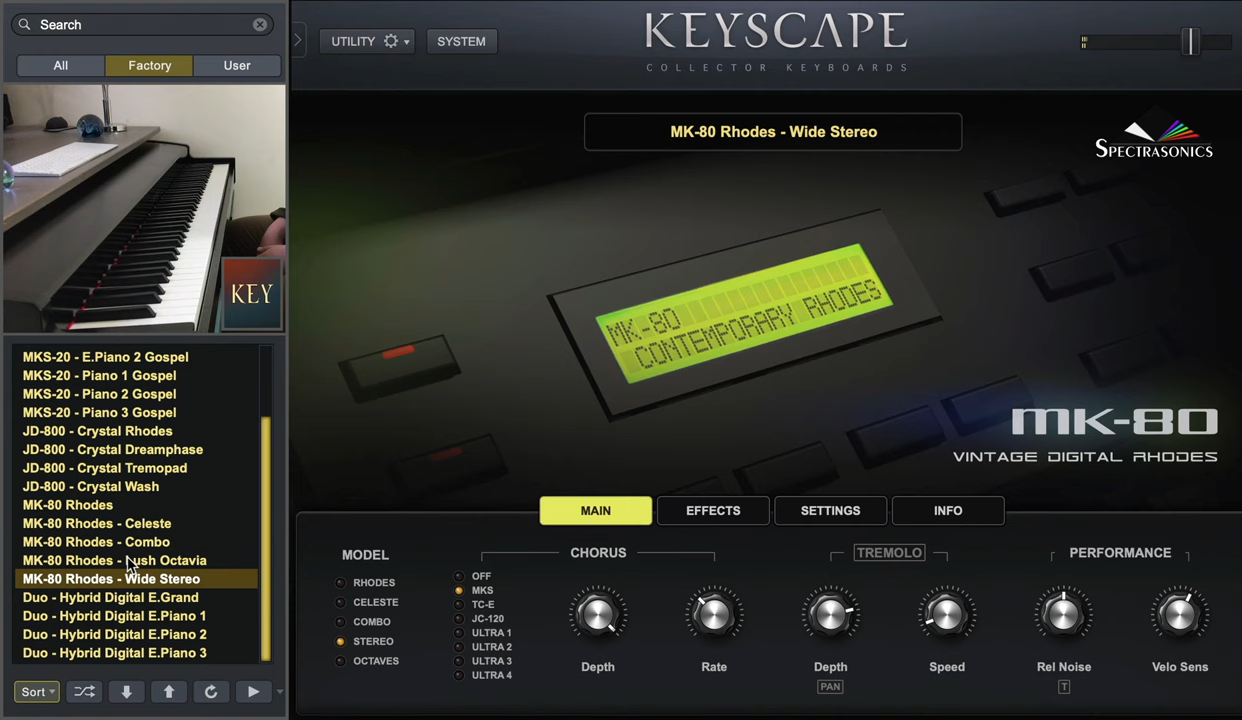 Search
All Factory User
KEY
MKS-20 - E.Piano 2 Gospel
MKS-20 - Piano 1 Gospel
MKS-20 - Piano 2 Gospel
MKS-20 - Piano 3 Gospel
JD-800 - Crystal Rhodes
JD-800 - Crystal Dreamphase
JD-800 - Crystal Tremopad
JD-800 - Crystal Wash
MK-80 Rhodes
MK-80 Rhodes - Celeste
MK-80 Rhodes - Combo
MK-80 Rhodes - Lush Octavia
MK-80 Rhodes - Wide Stereo
Duo - Hybrid Digital E.Grand
Duo - Hybrid Digital E.Piano 1
Duo - Hybrid Digital E.Piano 2
Duo - Hybrid Digital E.Piano 3
Sort
UTILITY SYSTEM
KEYSCAPE
COLLECTOR KEYBOARDS
MK-80 Rhodes - Wide Stereo
SPECTRASONICS
MK-80
CONTEMPORARY RHODES
MK-80
VINTAGE DIGITAL RHODES
MAIN EFFECTS SETTINGS INFO
MODEL
RHODES
CELESTE
COMBO
STEREO
OCTAVES
CHORUS
OFF
MKS
TC-E
JC-120
ULTRA 1
ULTRA 2
ULTRA 3
ULTRA 4
Depth Rate
TREMOLO
Depth Speed
PAN
PERFORMANCE
Rel Noise Velo Sens
T